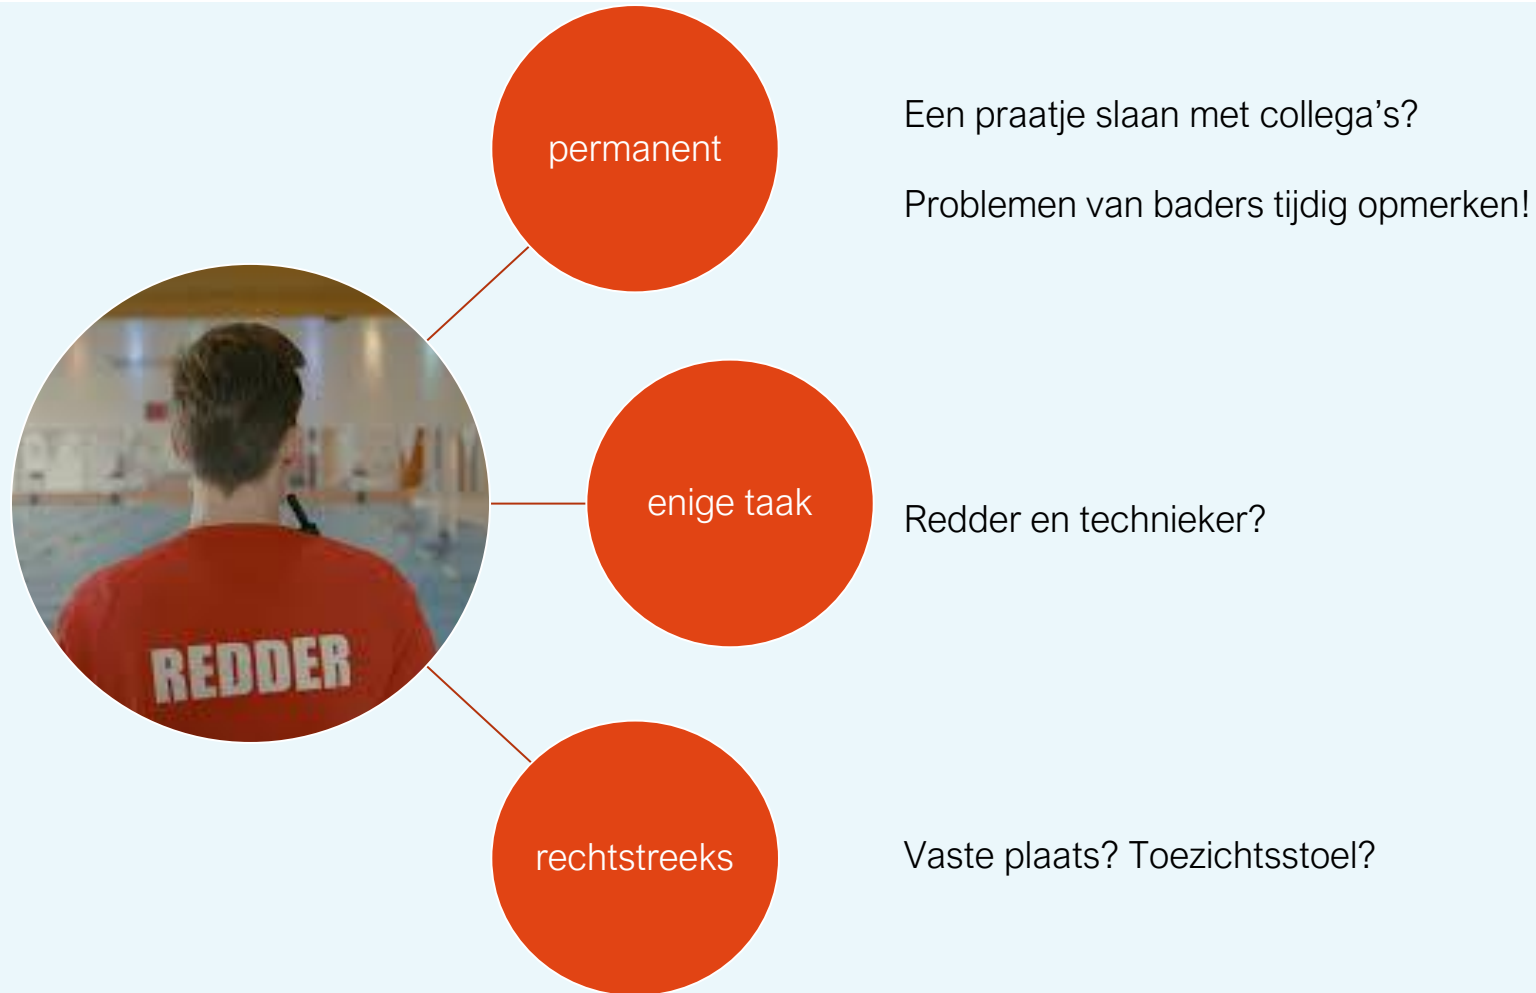 permanent
Een praatje slaan met collega’s?
Problemen van baders tijdig opmerken!
enige taak
Redder en technieker?
REDDER
rechtstreeks
Vaste plaats? Toezichtsstoel?